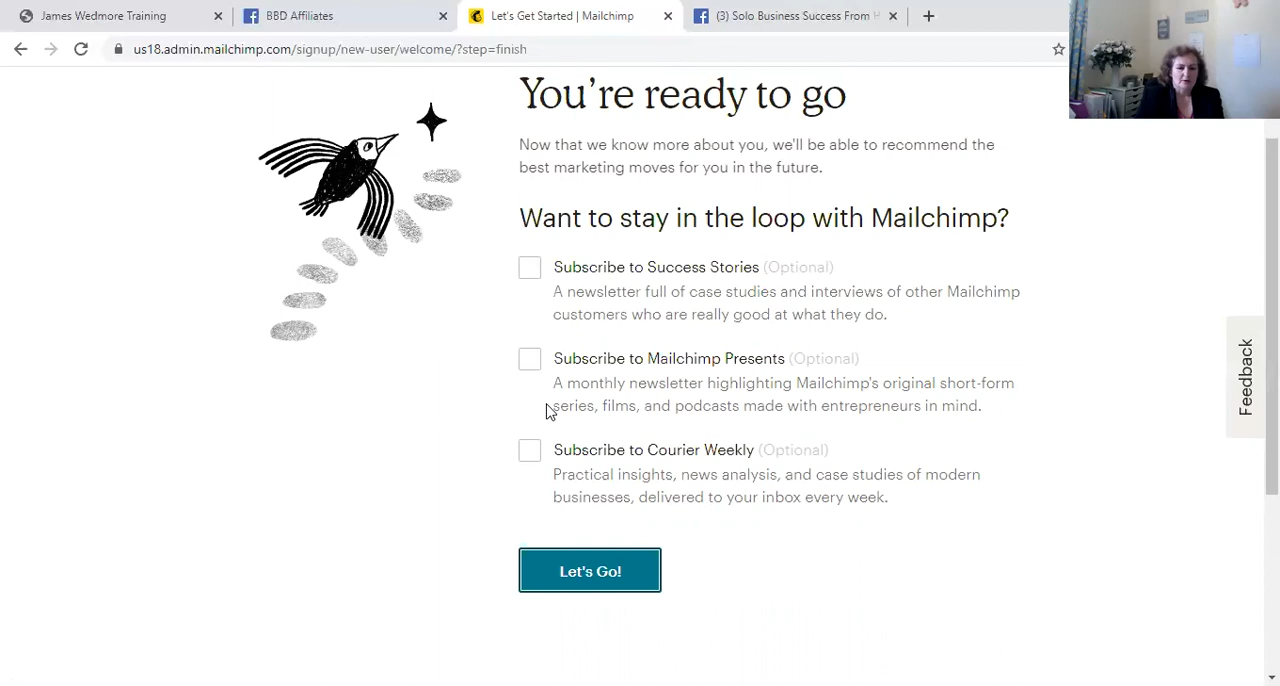 James Wedmore Training
BBD Affiliates
Let's Get Started | Mailchimp
(3) Solo Business Success From H
us18.admin.mailchimp.com/signup/new-user/welcome/?step=finish
You're ready to go
Now that we know more about you, we'll be able to recommend the
best marketing moves for you in the future.
Want to stay in the loop with Mailchimp?
Subscribe to Success Stories (Optional)
A newsletter full of case studies and interviews of other Mailchimp
customers who are really good at what they do.
Subscribe to Mailchimp Presents (Optional)
A monthly newsletter highlighting Mailchimp's original short-form
series, films, and podcasts made with entrepreneurs in mind.
Subscribe to Courier Weekly (Optional)
Practical insights, news analysis, and case studies of modern
businesses, delivered to your inbox every week.
Let's Go!
Feedback